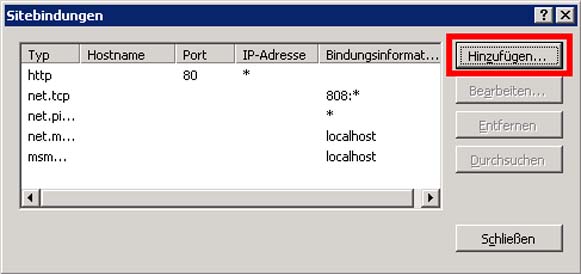 Sitebindungen
Typ Hostname Port IP-Adresse Bindungsinformat...
http 80 *
net.tcp 808:*
net.pi... *
net.m... localhost
msm... localhost
Hinzufügen...
Bearbeiten...
Entfernen
Durchsuchen
Schließen